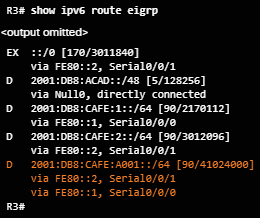 R3# show ipv6 route eigrp
<output omitted>
EX ::/0 [170/3011840]
via FE80::2, Serial0/0/1
D 2001:DB8:ACAD::/48 [5/128256]
via Null0, directly connected
D 2001:DB8:CAFE:1::/64 [90/2170112]
via FE80::1, Serial0/0/0
D 2001:DB8:CAFE:2::/64 [90/3012096]
via FE80::2, Serial0/0/1
D 2001:DB8:CAFE:A001::/64 [90/41024000]
via FE80::2, Serial0/0/1
via FE80::1, Serial0/0/0
R3#